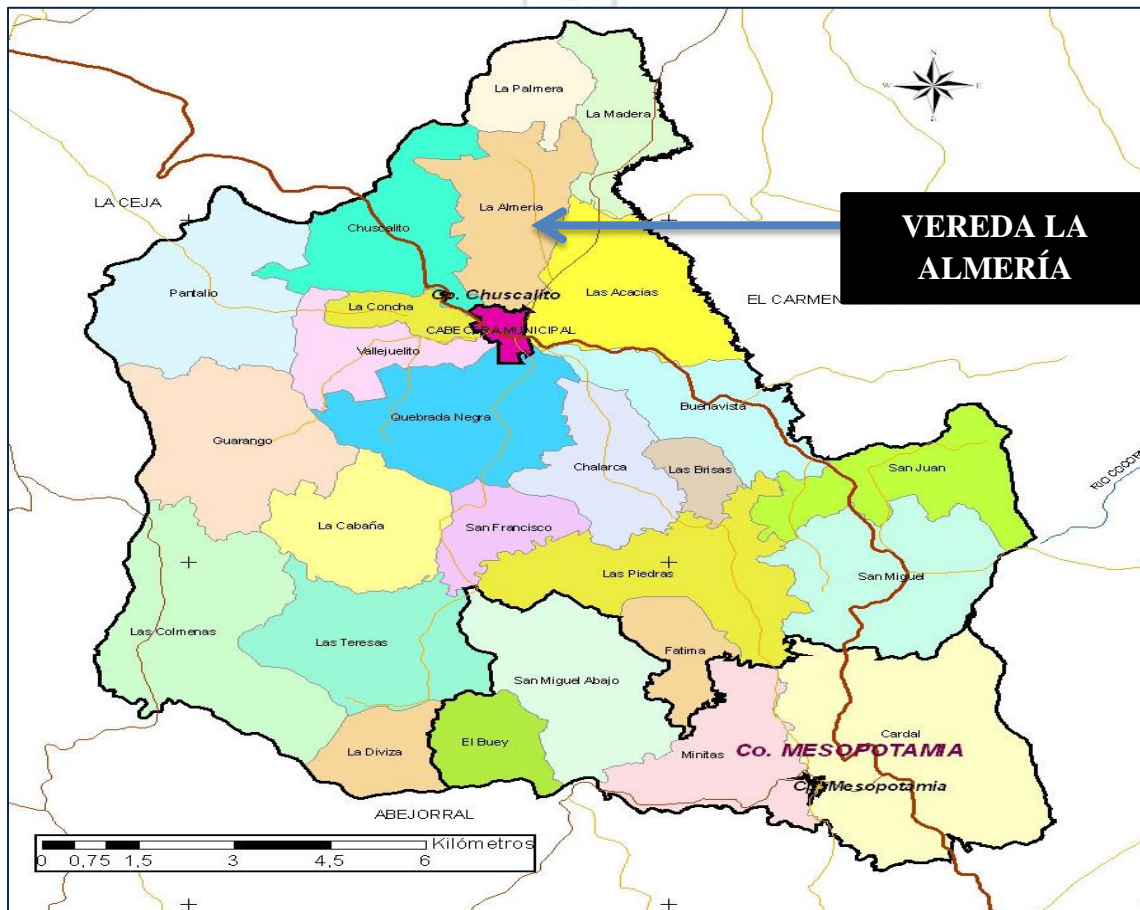 La Palmera
La Madera
N
W E
LA CEJA
La Almeria
Chuscalito
VEREDA LA
ALMERÍA
Pantalio
La Concha
Cp. Chuscalito
Las Acacias
EL CARMEN
CABECERA MUNICIPAL
Vallejuelito
Quebrada Negra
Buenavista
Guarango
Chalarca
Las Brisas
San Juan
RIO COCOR
La Cabaña
San Francisco
Las Piedras
San Miguel
Las Colmenas
Las Teresas
Fatima
San Miguel Abajo
Cardal
La Diviza
El Buey
Minitas
Co. MESOPOTAMIA
Mesopotamia
ABEJORRAL
Kilómetros
0 0,75 1,5 3 4,5 6